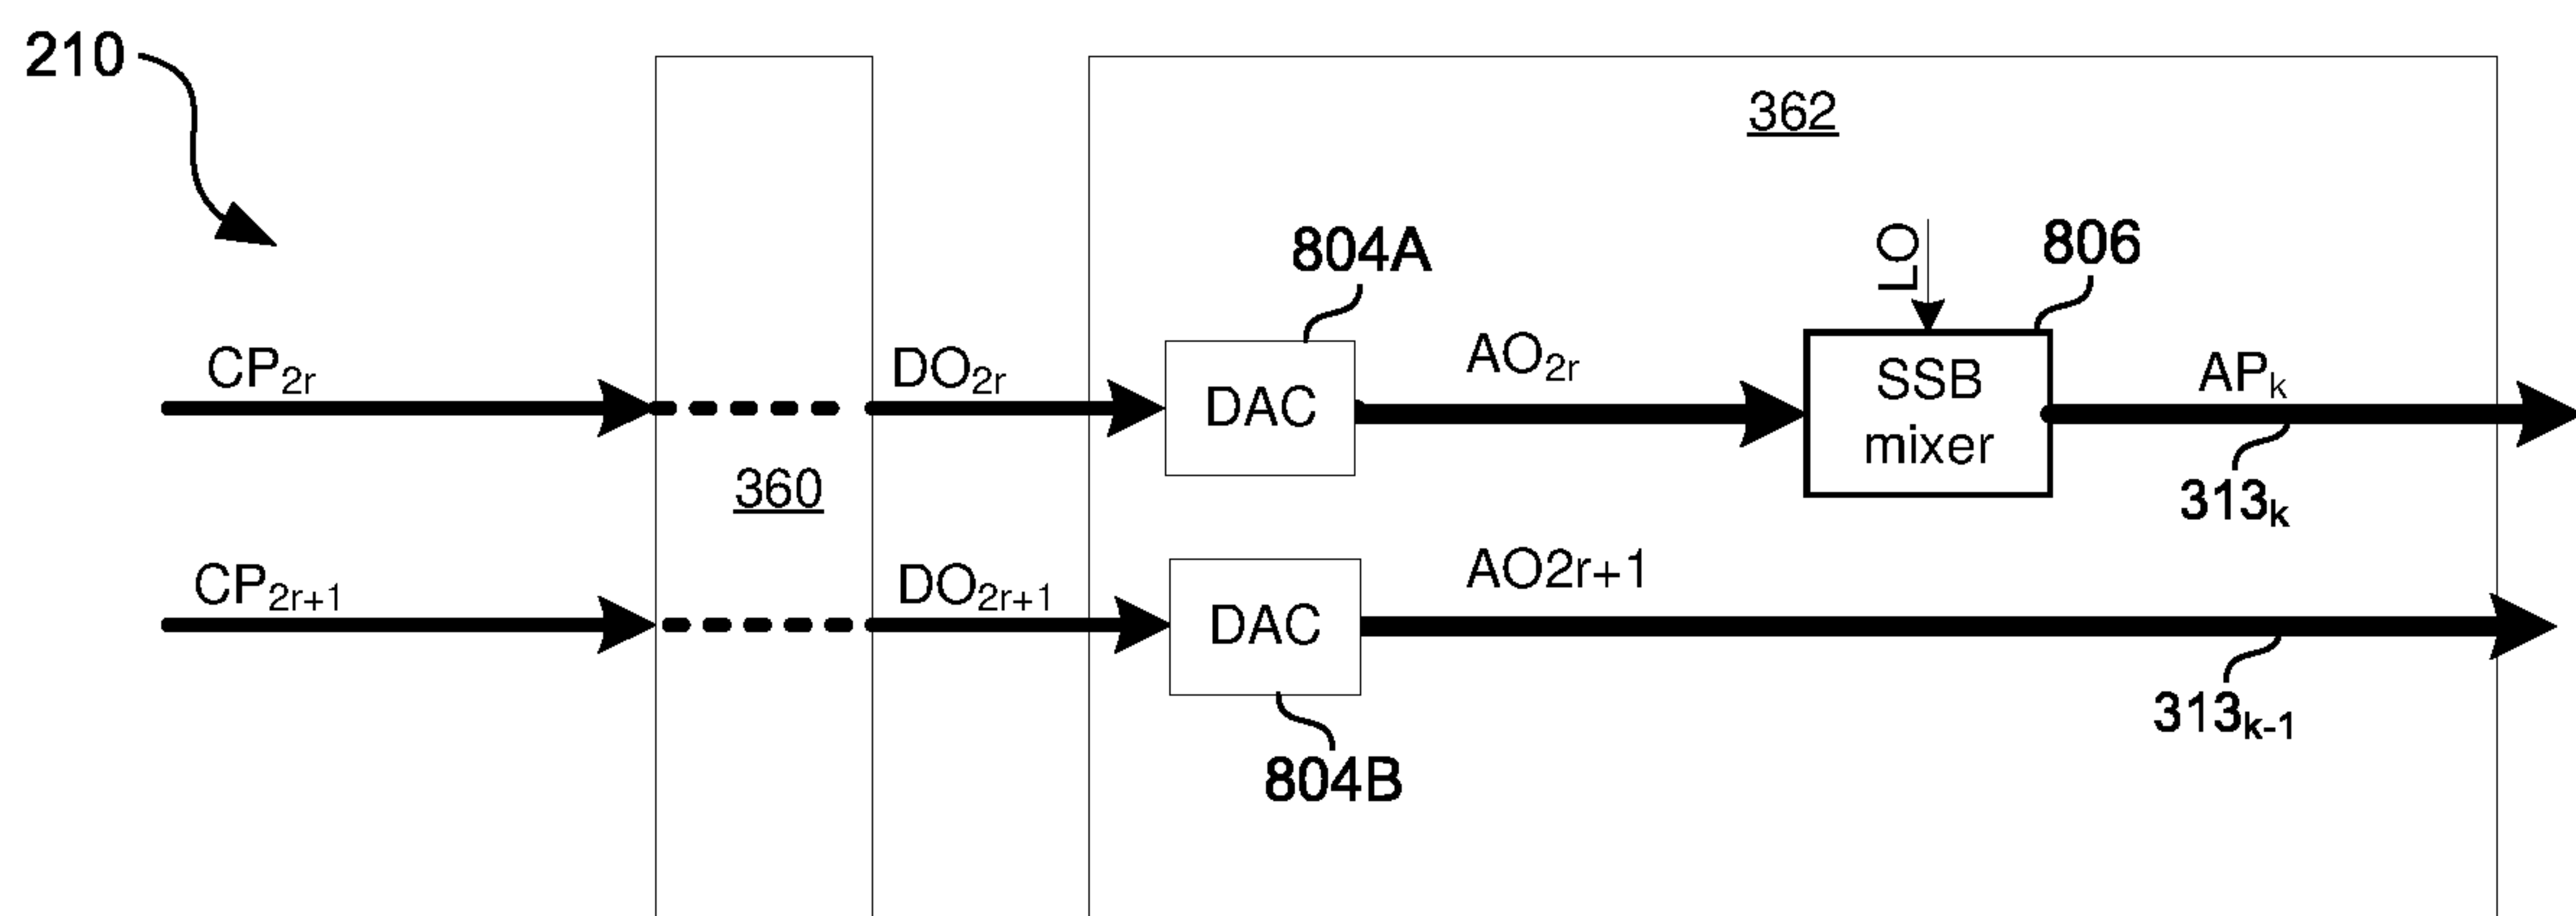 210
362
804A
LO
806
CP2r
DO2r
DAC
AO2r
SSB
mixer
APk
313k
360
CP2r+1
DO2r+1
DAC
AO2r+1
313k-1
804B